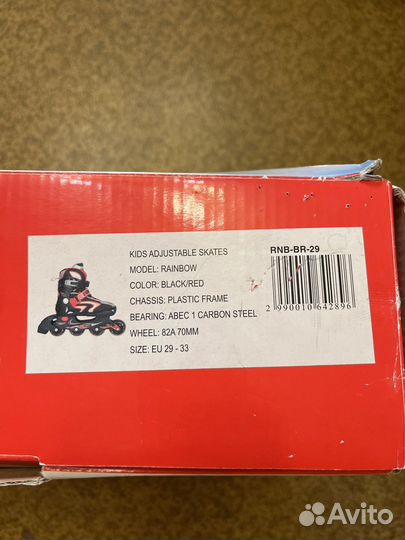 KIDS ADJUSTABLE SKATES
MODEL: RAINBOW
COLOR: BLACK/RED
CHASSIS: PLASTIC FRAME
BEARING: ABEC 1 CARBON STEEL
WHEEL: 82A 70MM
SIZE: EU 29 - 33
RNB-BR-29
2 990010 642896
Avito